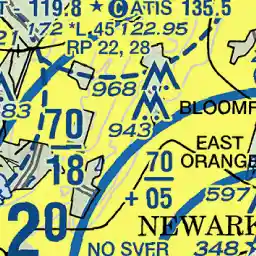 T - 119.8 ★ C ATIS 135.5
172 *L 45 122.95
RP 22, 28
968
83
BLOOMF
943
70
18
EAST
ORANGE
70
+ 05
597
20
NEWARK
NO SVFR
348